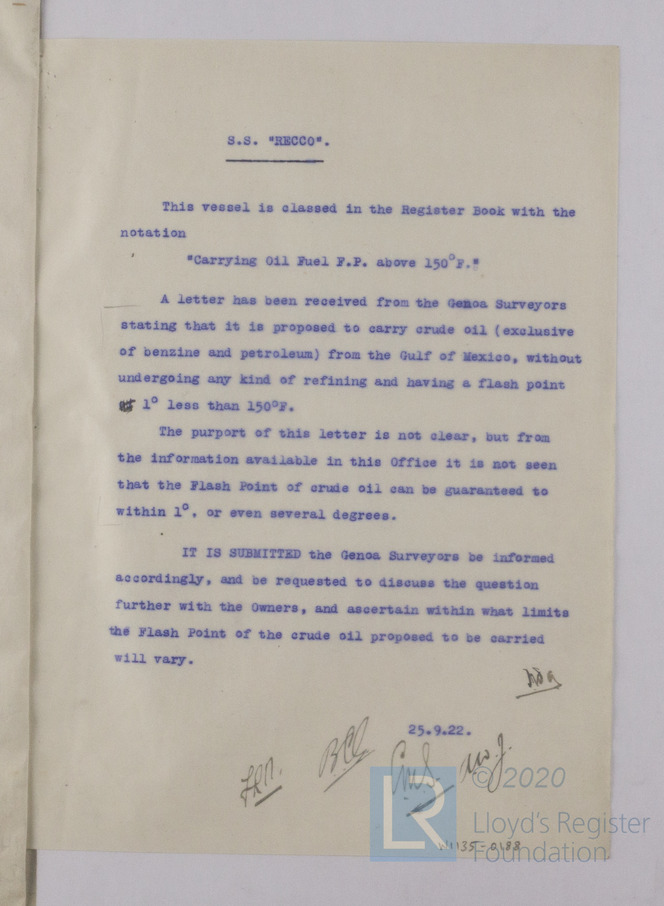 S.S. "RECCO".
This vessel is classed in the Register Book with the
notation
"Carrying Oil Fuel F.P. above 150°F."
A letter has been received from the Genoa Surveyors
stating that it is proposed to carry crude oil (exclusive
of benzine and petroleum) from the Gulf of Mexico, without
undergoing any kind of refining and having a flash point
1° less than 150°F.
The purport of this letter is not clear, but from
the information available in this Office it is not seen
that the Flash Point of crude oil can be guaranteed to
within 1°, or even several degrees.
IT IS SUBMITTED the Genoa Surveyors be informed
accordingly, and be requested to discuss the question
further with the Owners, and ascertain within what limits
the Flash Point of the crude oil proposed to be carried
will vary.
25.9.22.
LR
© 2020
Lloyd's Register
Foundation
W1135-0188